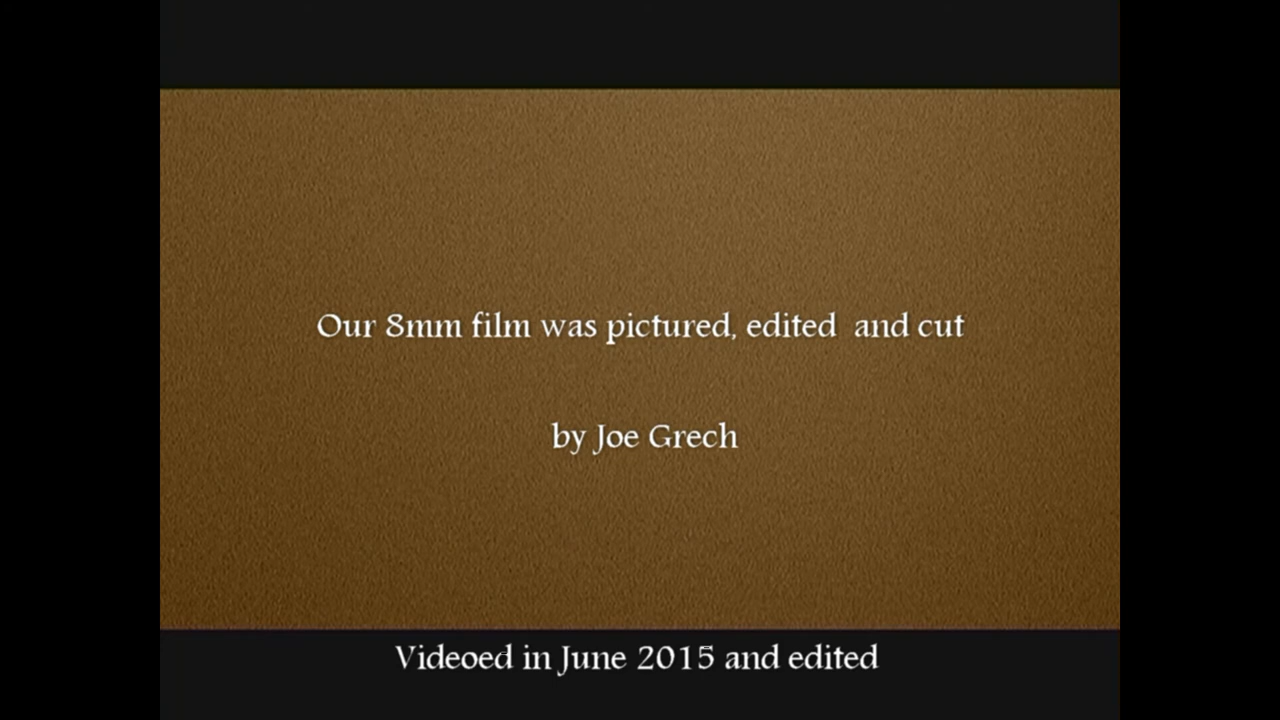 Our 8mm film was pictured, edited  and cut
by Joe Grech
Videoed in June 2015 and edited